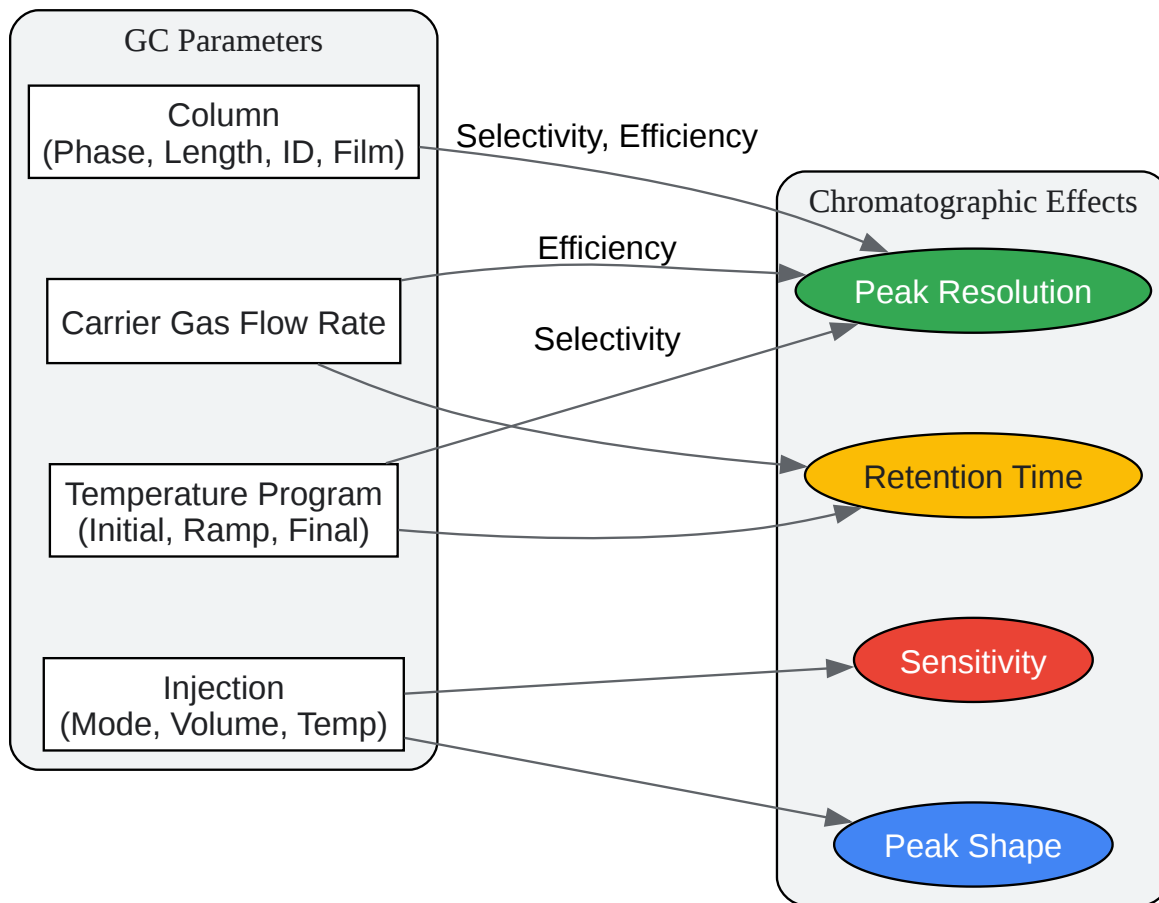 GC Parameters
Column
(Phase, Length, ID, Film)
Selectivity, Efficiency
Chromatographic Effects
Efficiency
Peak Resolution
Carrier Gas Flow Rate
Selectivity
Temperature Program
(Initial, Ramp, Final)
Retention Time
Injection
(Mode, Volume, Temp)
Sensitivity
Peak Shape